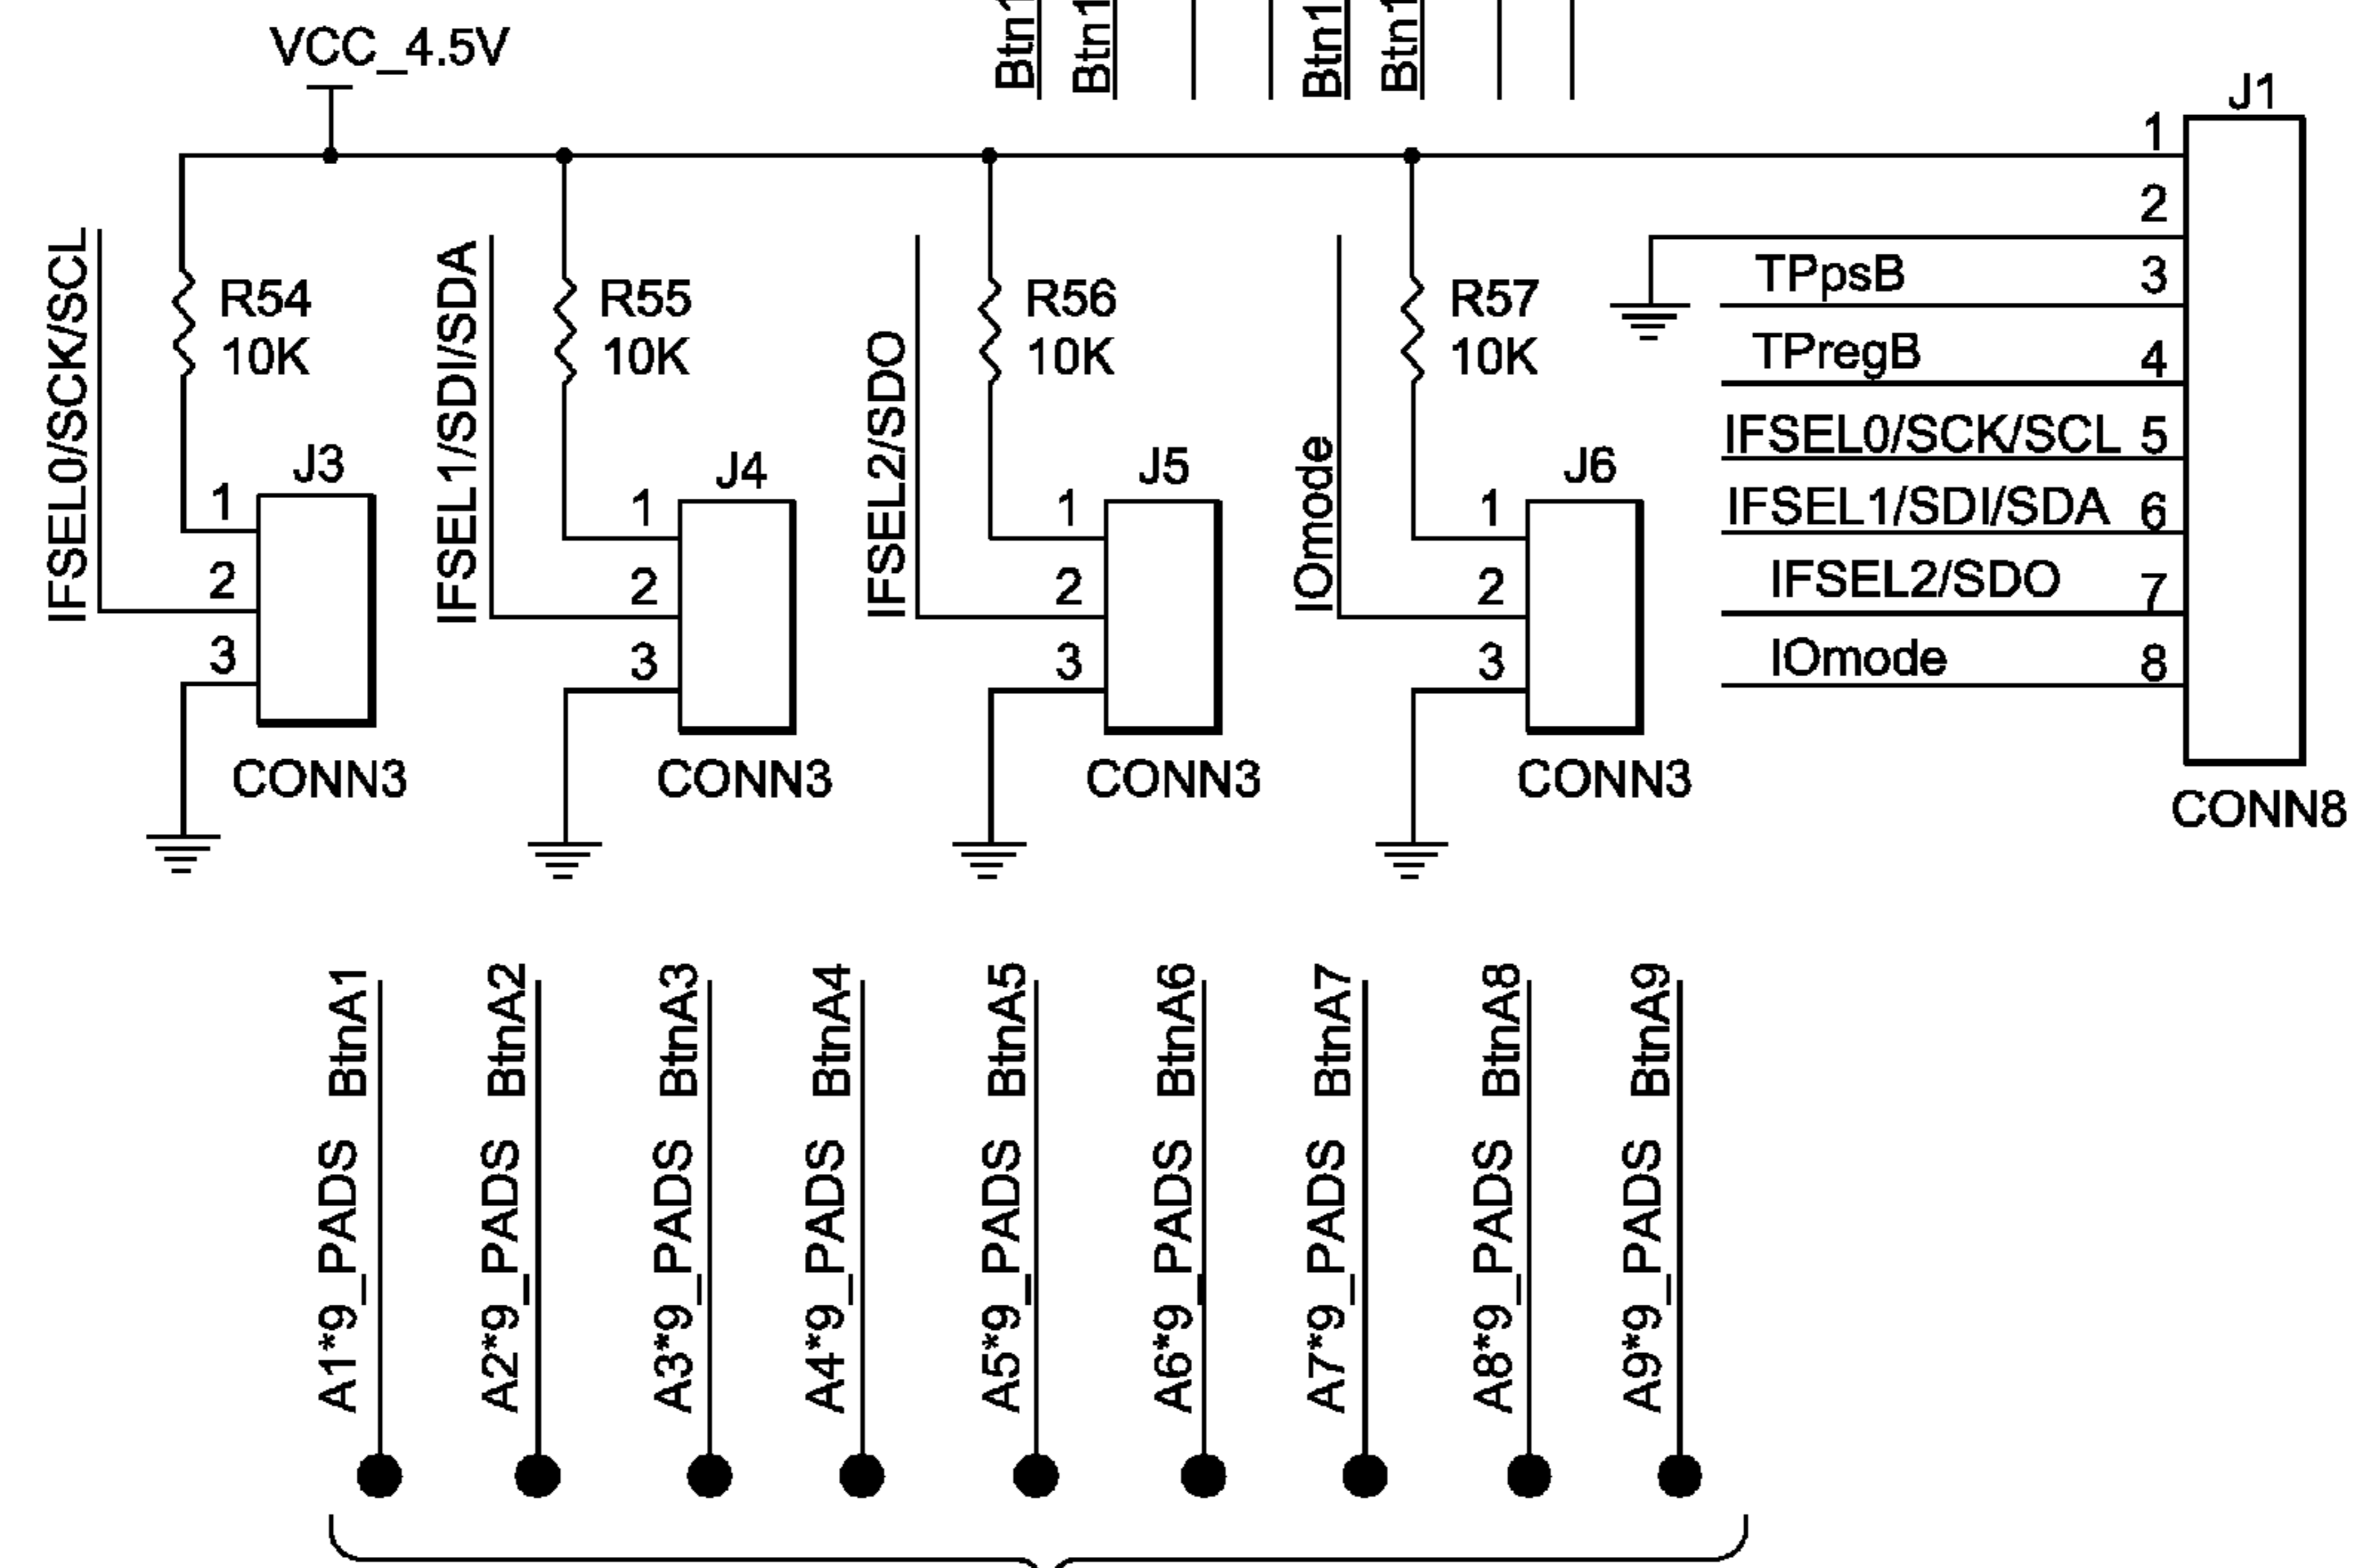 Btn1
Btn1
Btn1
Btn1
VCC_4.5V
J1
1
2
TPpsB 3
TPregB 4
IFSEL0/SCK/SCL 5
IFSEL1/SDI/SDA 6
IFSEL2/SDO 7
IOmode 8
CONN8
IFSEL0/SCK/SCL
R54
10K
J3
1
2
3
CONN3
IFSEL1/SDI/SDA
R55
10K
J4
1
2
3
CONN3
IFSEL2/SDO
R56
10K
J5
1
2
3
CONN3
IOmode
R57
10K
J6
1
2
3
CONN3
A1*9_PADS BtnA1
A2*9_PADS BtnA2
A3*9_PADS BtnA3
A4*9_PADS BtnA4
A5*9_PADS BtnA5
A6*9_PADS BtnA6
A7*9_PADS BtnA7
A8*9_PADS BtnA8
A9*9_PADS BtnA9